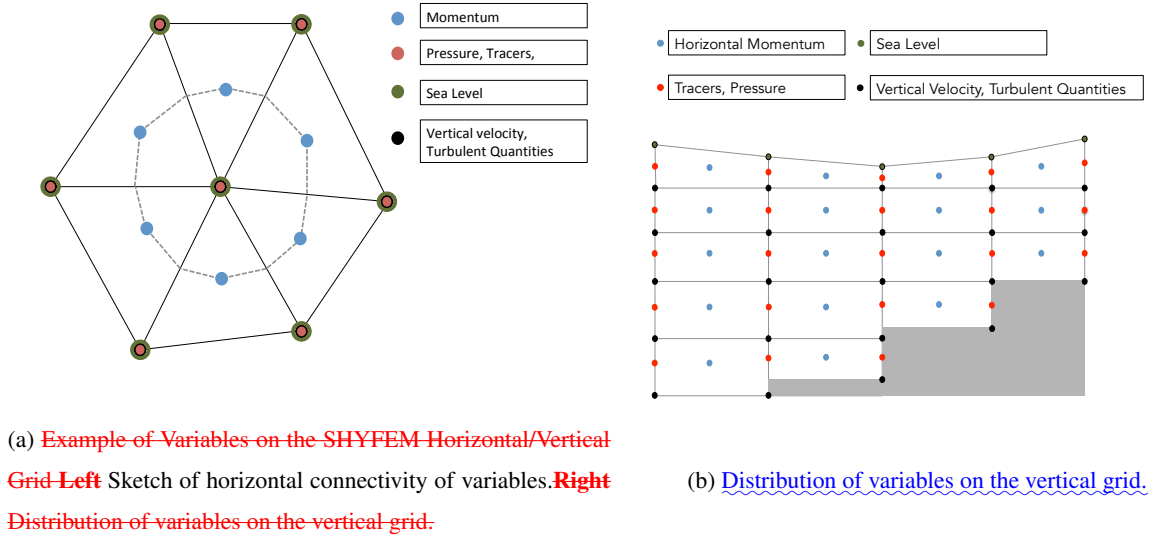 Momentum
Pressure, Tracers,
Sea Level
Vertical velocity,
Turbulent Quantities
Horizontal Momentum
Sea Level
Tracers, Pressure
Vertical Velocity, Turbulent Quantities
(a) Example of Variables on the SHYFEM Horizontal/Vertical
Grid Left Sketch of horizontal connectivity of variables.Right
Distribution of variables on the vertical grid.
(b) Distribution of variables on the vertical grid.